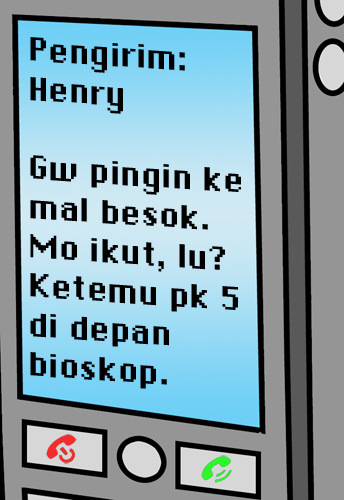 Pengirim:
Henry
Gw pingin ke
mal besok.
Mo ikut, lu?
Ketemu pk 5
di depan
bioskop.